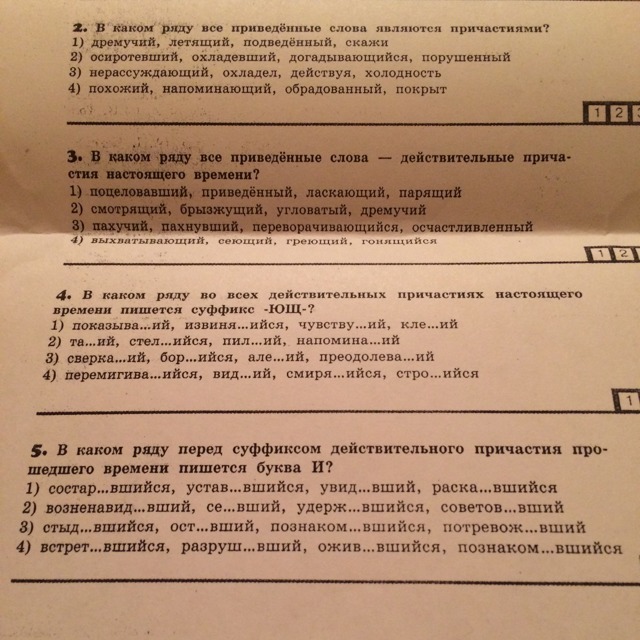 2. В каком ряду все приведённые слова являются причастиями?
1) дремучий, летящий, подведённый, скажи
2) осиротевший, охладевший, догадывающийся, порушенный
3) нерассуждающий, охладел, действуя, холодность
4) похожий, напоминающий, обрадованный, покрыт
1 2 3
3. В каком ряду все приведённые слова — действительные прича-
стия настоящего времени?
1) поцеловавший, приведённый, ласкающий, парящий
2) смотрящий, брызжущий, угловатый, дремучий
3) пахучий, пахнувший, переворачивающийся, осчастливленный
4) выхватывающий, сеющий, греющий, гонящийся
1 2
4. В каком ряду во всех действительных причастиях настоящего
времени пишется суффикс -ЮЩ-?
1) показыва...ий, извиня...ийся, чувству...ий, кле...ий
2) та...ий, стел...ийся, пил...ий, напомина...ий
3) сверка...ий, бор...ийся, але...ий, преодолева...ий
4) перемигива...ийся, вид...ий, смиря...ийся, стро...ийся
1
5. В каком ряду перед суффиксом действительного причастия про-
шедшего времени пишется буква И?
1) состар...вшийся, устав...вшийся, увид...вший, раска...вшийся
2) возненавид...вший, се...вший, удерж...вшийся, советов...вший
3) стыд...вшийся, ост...вший, познаком...вшийся, потревож...вший
4) встрет...вшийся, разруш...вший, ожив...вшийся, познаком...вшийся